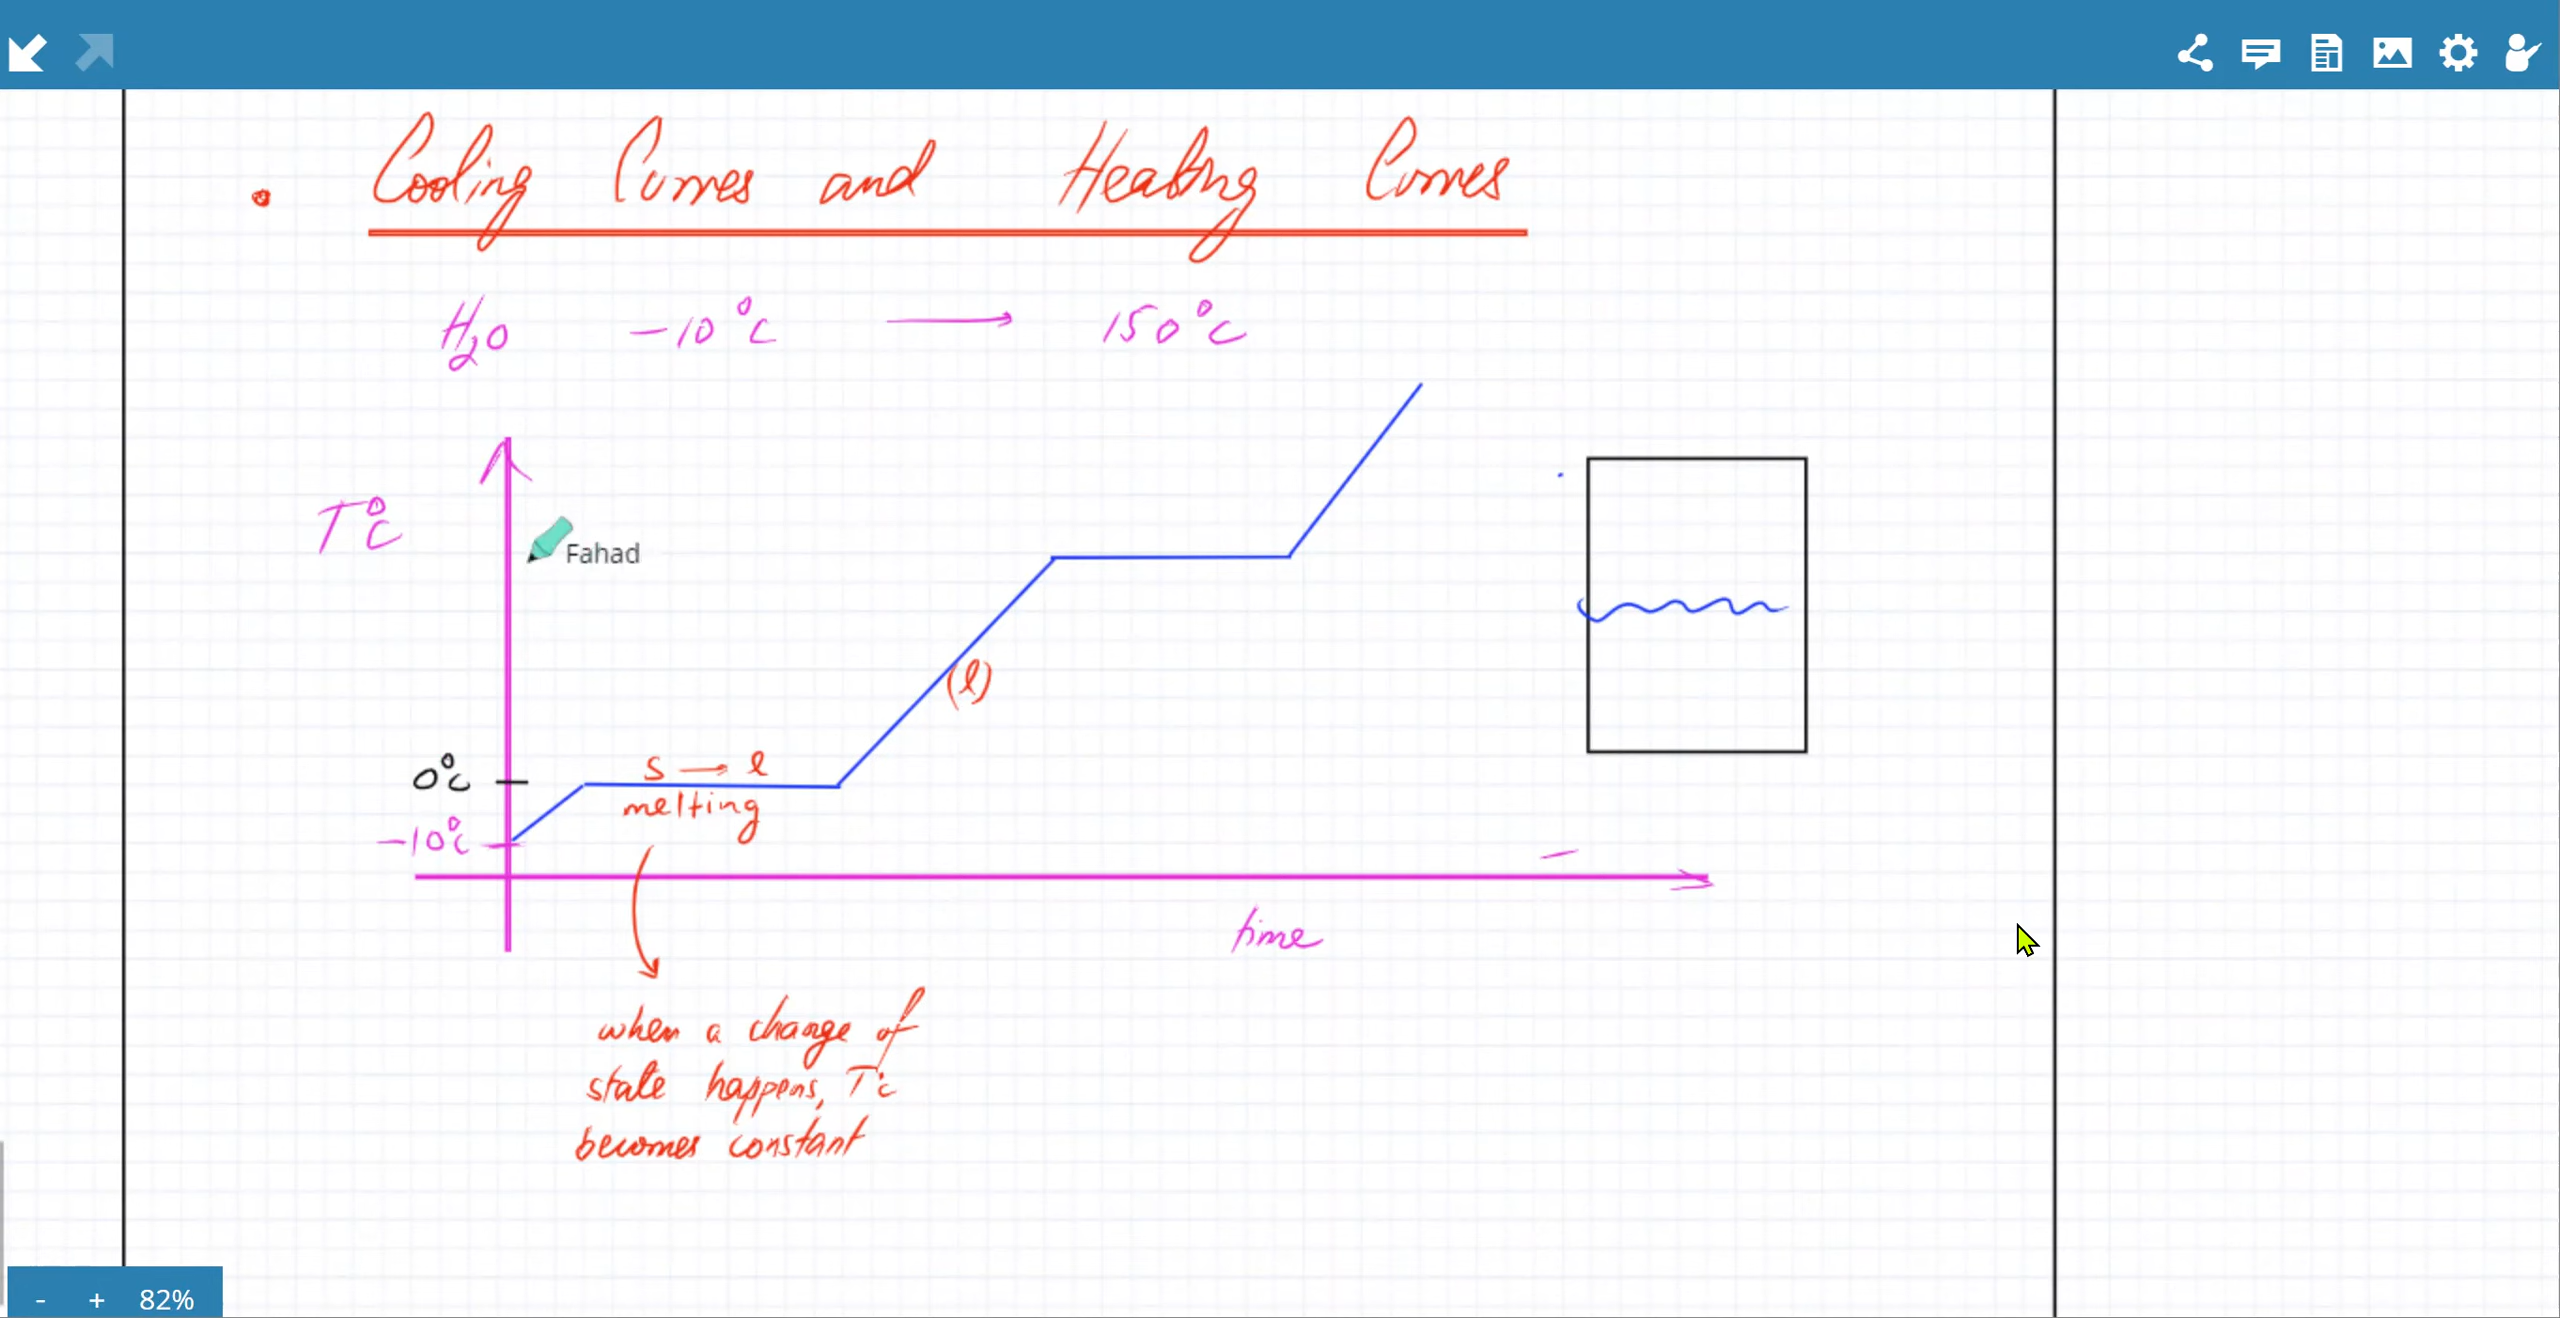 Cooling Curves and Heating Curves
H₂O -10°C → 150°C
T°C
Fahad
(l)
0°C
s → l
melting
-10°C
time
when a change of
state happens, T°C
becomes constant
- + 82%